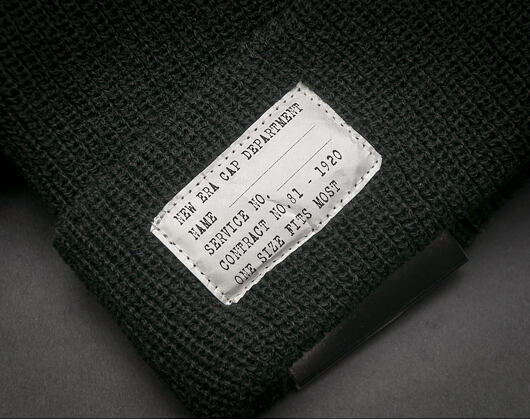 NEW ERA CAP DEPARTMENT
NAME
SERVICE NO.
CONTRACT NO.81 - 1920
ONE SIZE FITS MOST